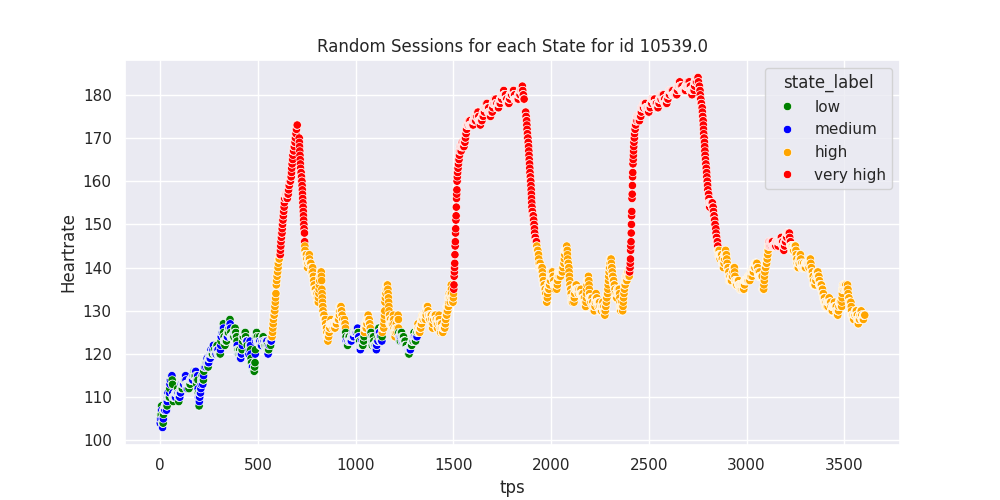 Random Sessions for each State for id 10539.0
Heartrate
180
170
160
150
140
130
120
110
100
0
500
1000
1500
2000
2500
3000
3500
tps
state_label
low
medium
high
very high